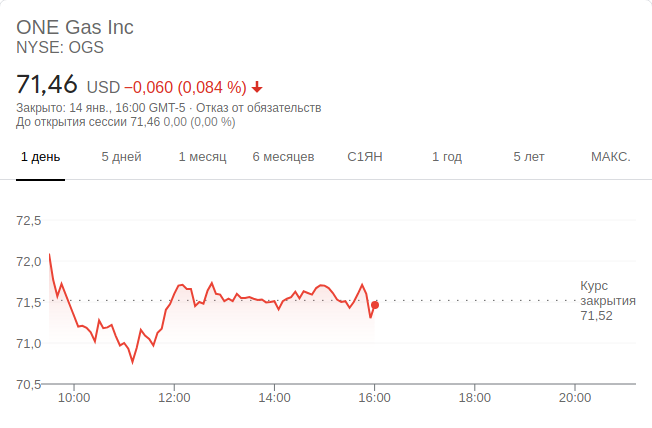 ONE Gas Inc
NYSE: OGS
71,46 USD −0,060 (0,084 %)
Закрыто: 14 янв., 16:00 GMT-5 · Отказ от обязательств
До открытия сессии 71,46 0,00 (0,00 %)
1 день 5 дней 1 месяц 6 месяцев С1ЯН 1 год 5 лет МАКС.
72,5
72,0
71,5
71,0
70,5
Курс
закрытия
71,52
10:00 12:00 14:00 16:00 18:00 20:00